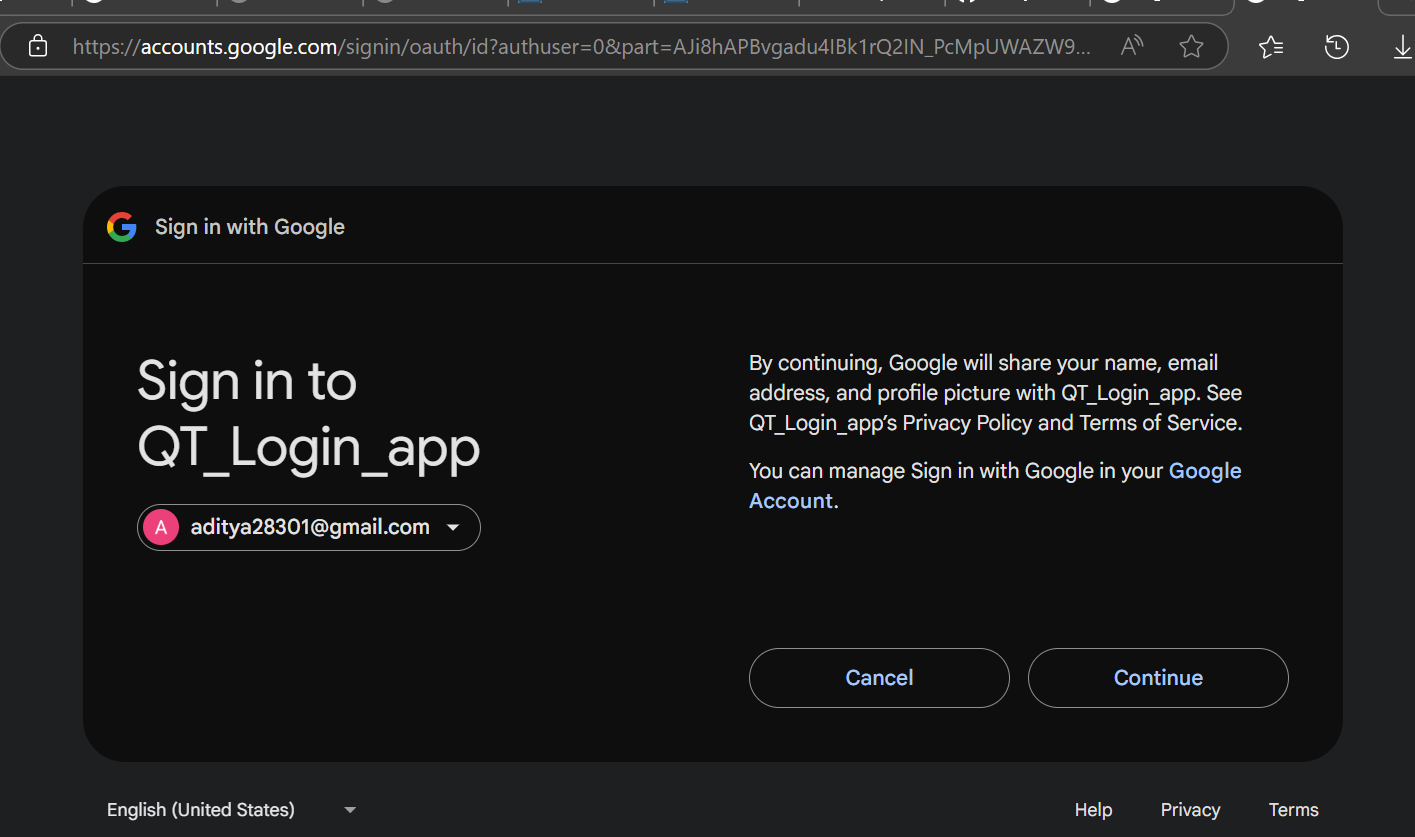 https://accounts.google.com/signin/oauth/id?authuser=0&part=AJi8hAPBvgadu4IBk1rQ2IN_PcMpUWAZW9...
Sign in with Google
Sign in to
QT_Login_app
A aditya28301@gmail.com
By continuing, Google will share your name, email
address, and profile picture with QT_Login_app. See
QT_Login_app’s Privacy Policy and Terms of Service.
You can manage Sign in with Google in your Google
Account.
Cancel Continue
English (United States) Help Privacy Terms